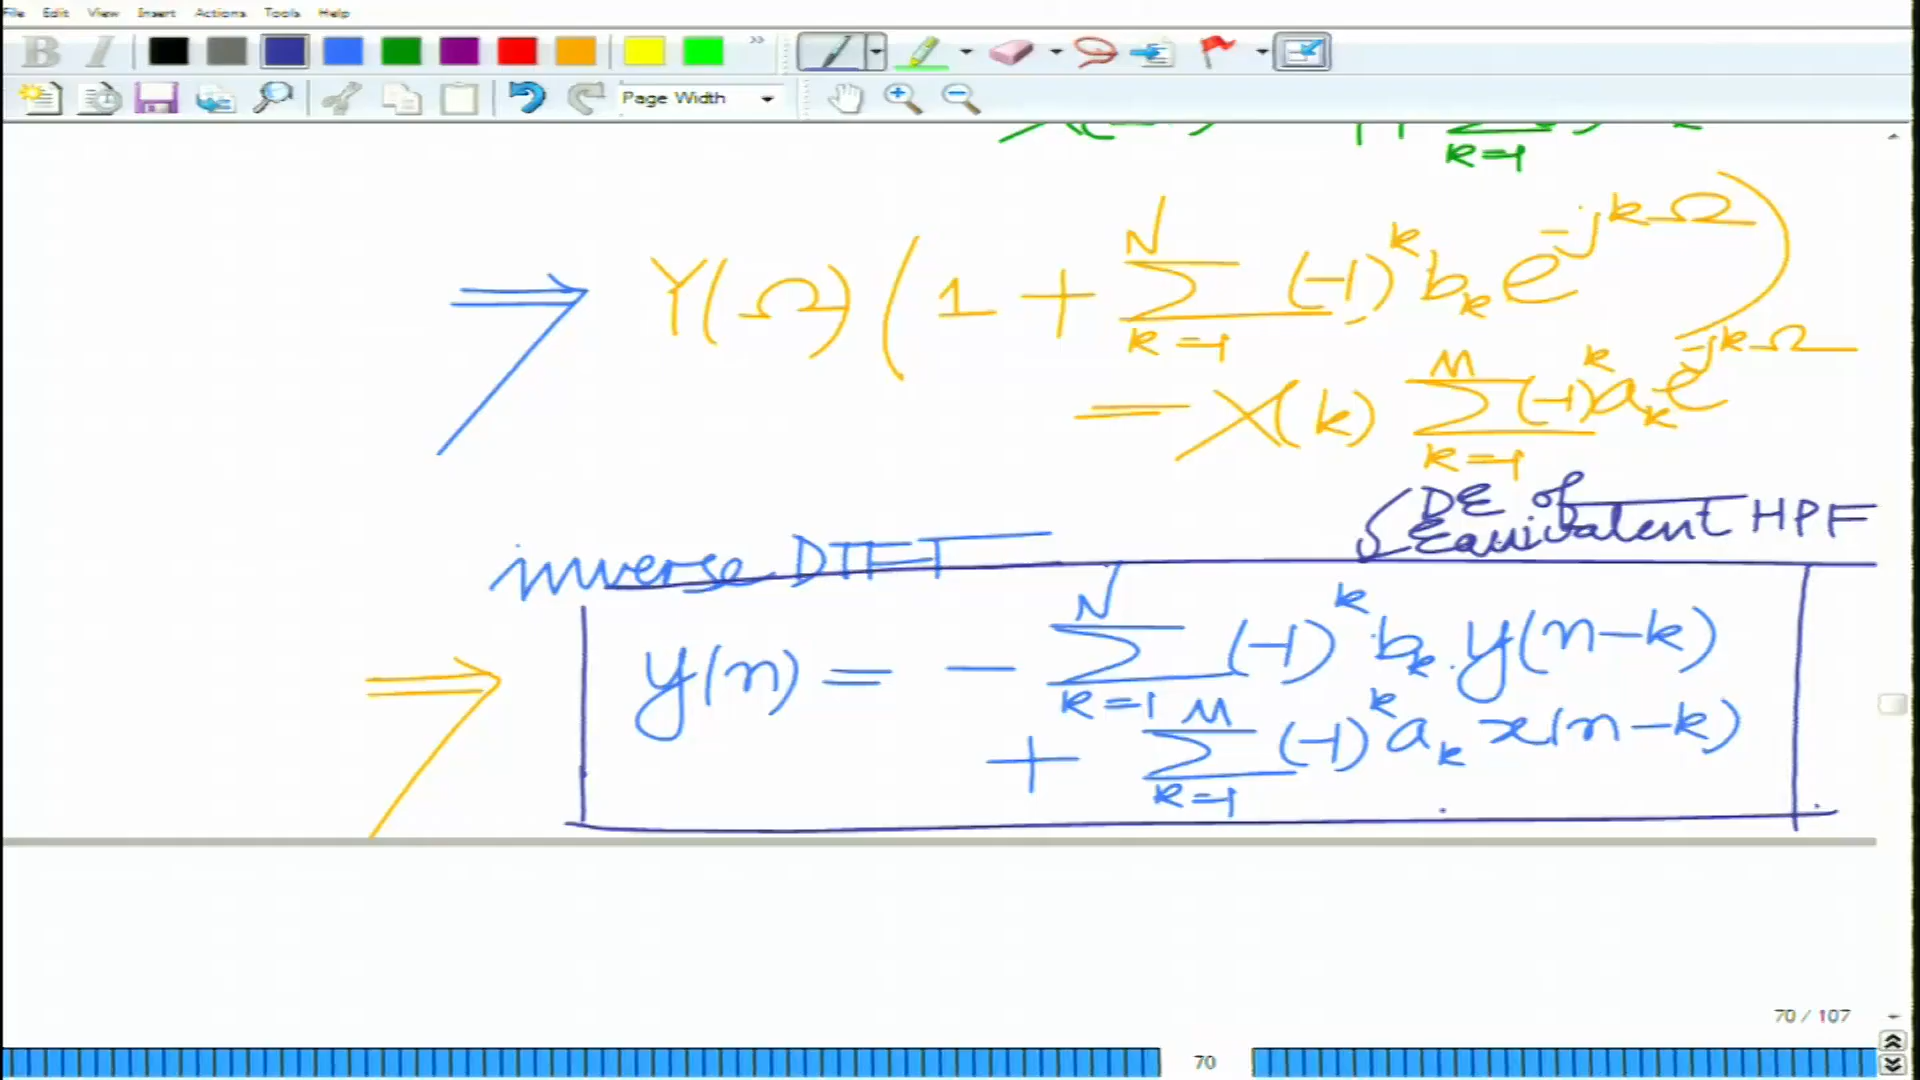 File Edit View Insert Actions Tools Help
B I
Page Width
k=1
⇒ Y(Ω) (1 + Σ_{k=1}^{N} (-1)^k b_k e^{-jkΩ})
= X(k) Σ_{k=1}^{M} (-1)^k a_k e^{-jkΩ}
DE of
Equivalent HPF
inverse DTFT
⇒ y(n) = - Σ_{k=1}^{N} (-1)^k b_k y(n-k)
+ Σ_{k=1}^{M} (-1)^k a_k x(n-k)
70 / 107
70